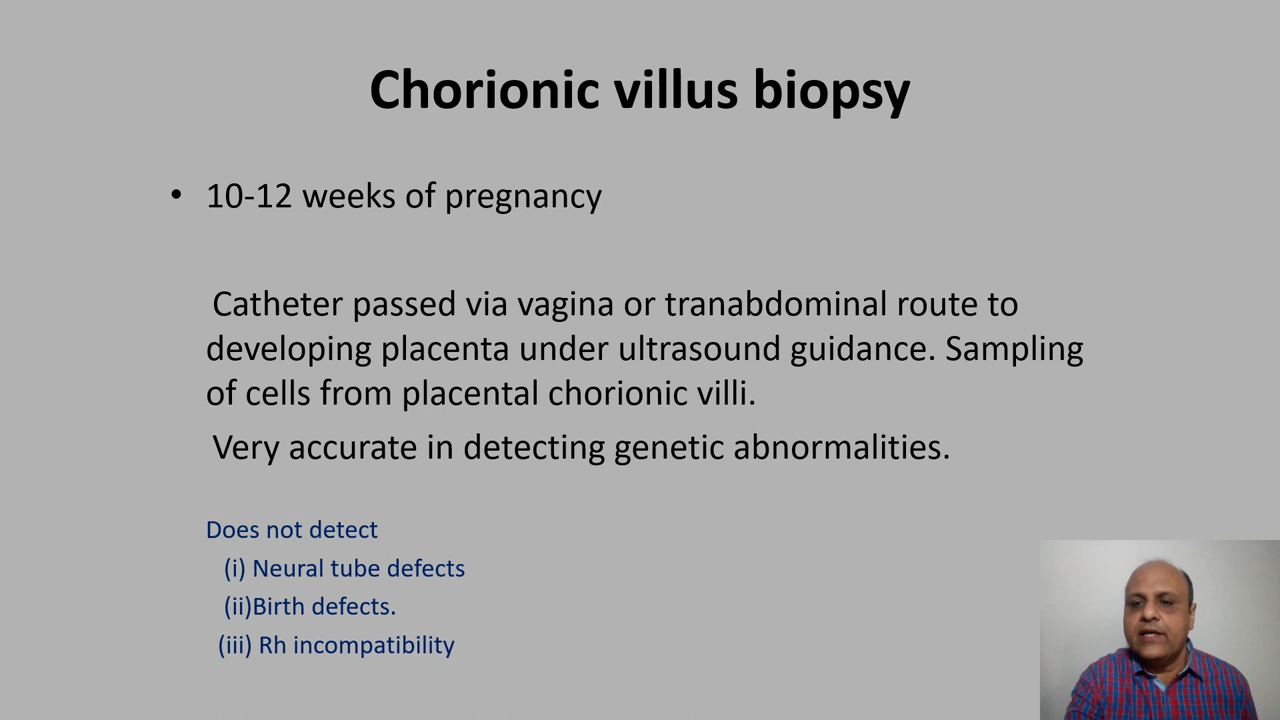 Chorionic villus biopsy
• 10-12 weeks of pregnancy
Catheter passed via vagina or tranabdominal route to
developing placenta under ultrasound guidance. Sampling
of cells from placental chorionic villi.
Very accurate in detecting genetic abnormalities.
Does not detect
(i) Neural tube defects
(ii)Birth defects.
(iii) Rh incompatibility